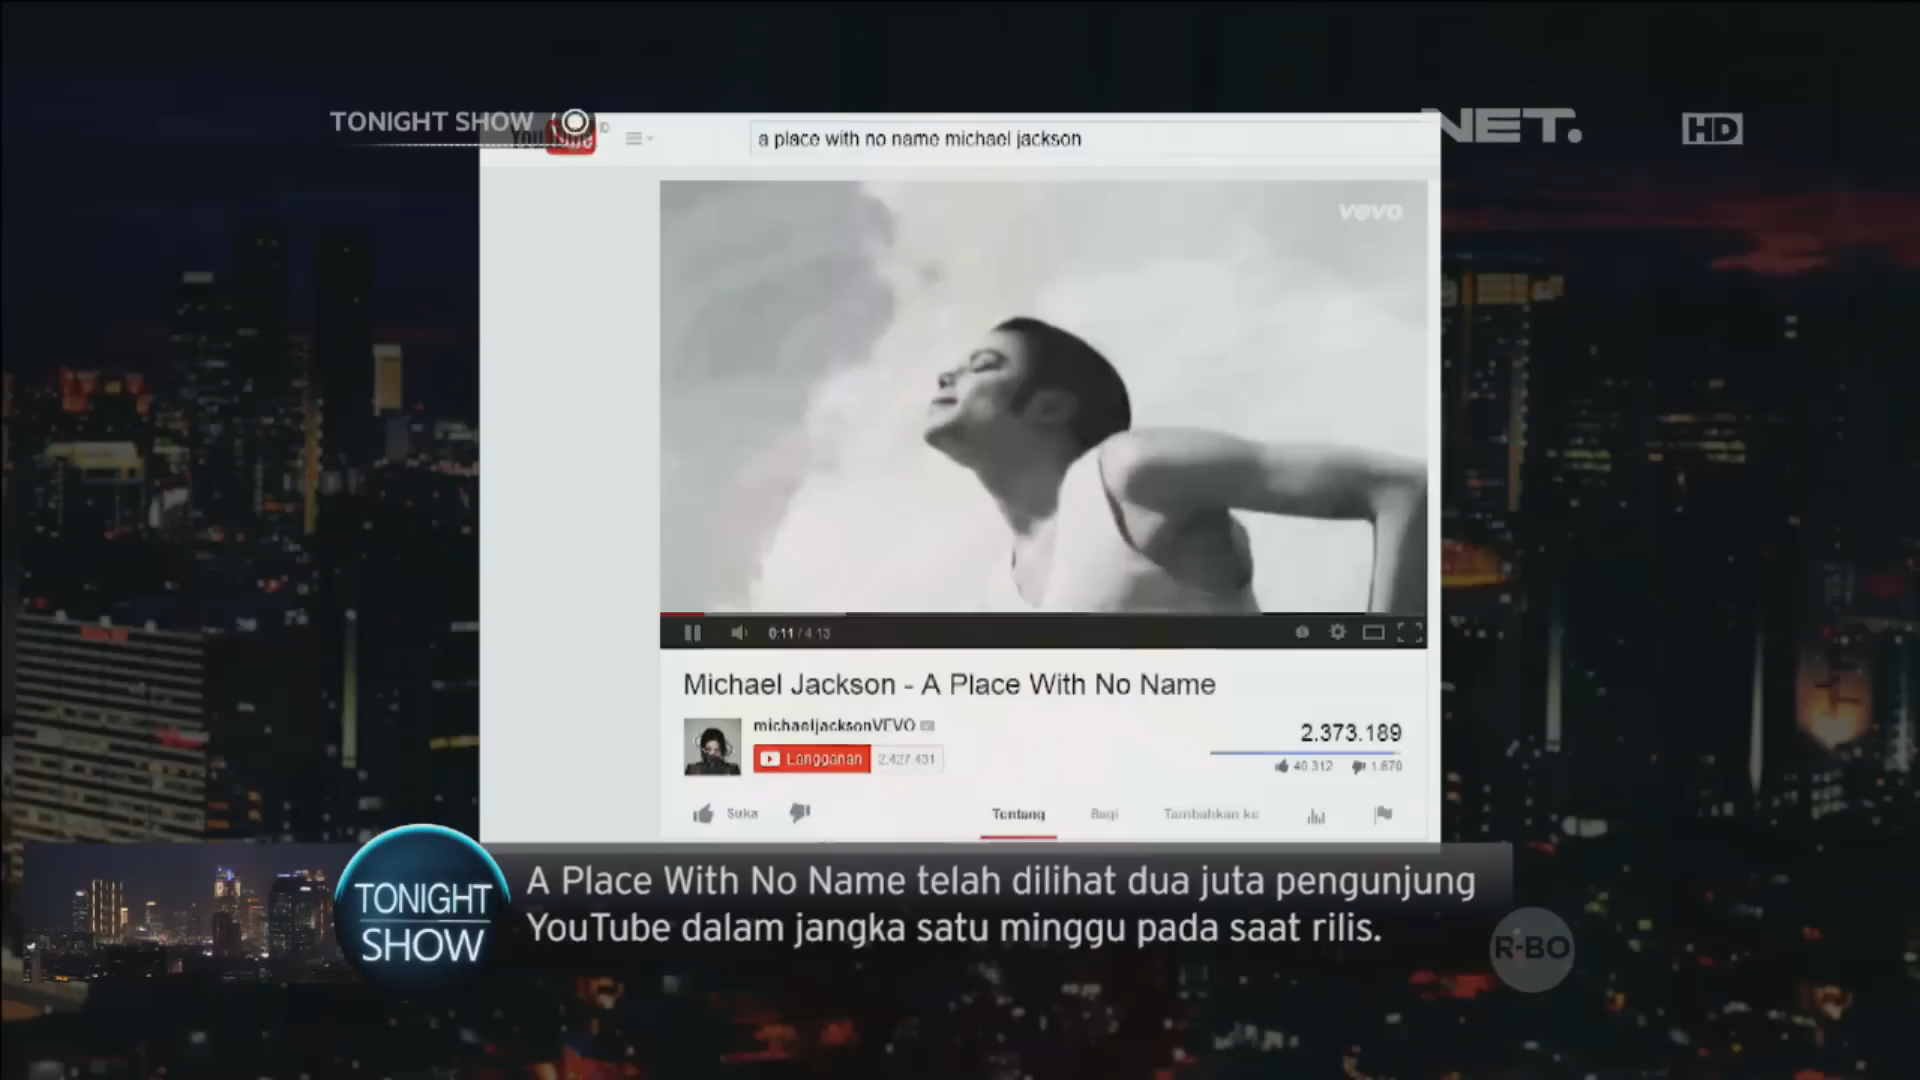 TONIGHT SHOW
NET.
HD
YouTube
ID
a place with no name michael jackson
vevo
0:11 / 4:13
Michael Jackson - A Place With No Name
michaeljacksonVEVO
2.373.189
Langganan
2.427.431
40.312
1.670
Suka
Tentang
Bagi
Tambahkan ke
TONIGHT
SHOW
A Place With No Name telah dilihat dua juta pengunjung
YouTube dalam jangka satu minggu pada saat rilis.
R-BO